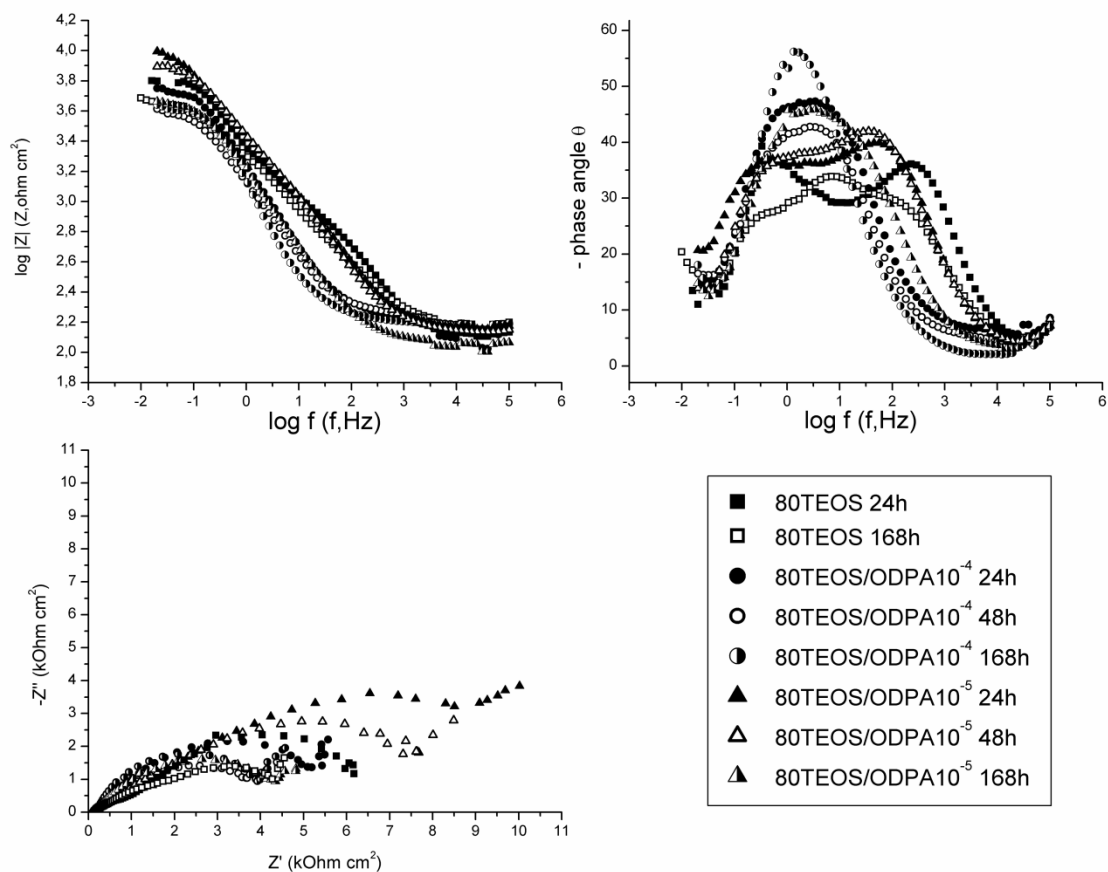 4,2
4,0
3,8
3,6
3,4
3,2
3,0
2,8
2,6
2,4
2,2
2,0
1,8
log |Z| (Z,ohm cm²)
-3 -2 -1 0 1 2 3 4 5 6
log f (f,Hz)
60
50
40
30
20
10
0
- phase angle θ
-3 -2 -1 0 1 2 3 4 5 6
log f (f,Hz)
11
10
9
8
7
6
5
4
3
2
1
0
-Z'' (kOhm cm²)
0 1 2 3 4 5 6 7 8 9 10 11
Z' (kOhm cm²)
80TEOS 24h
80TEOS 168h
80TEOS/ODPA10⁻⁴ 24h
80TEOS/ODPA10⁻⁴ 48h
80TEOS/ODPA10⁻⁴ 168h
80TEOS/ODPA10⁻⁵ 24h
80TEOS/ODPA10⁻⁵ 48h
80TEOS/ODPA10⁻⁵ 168h